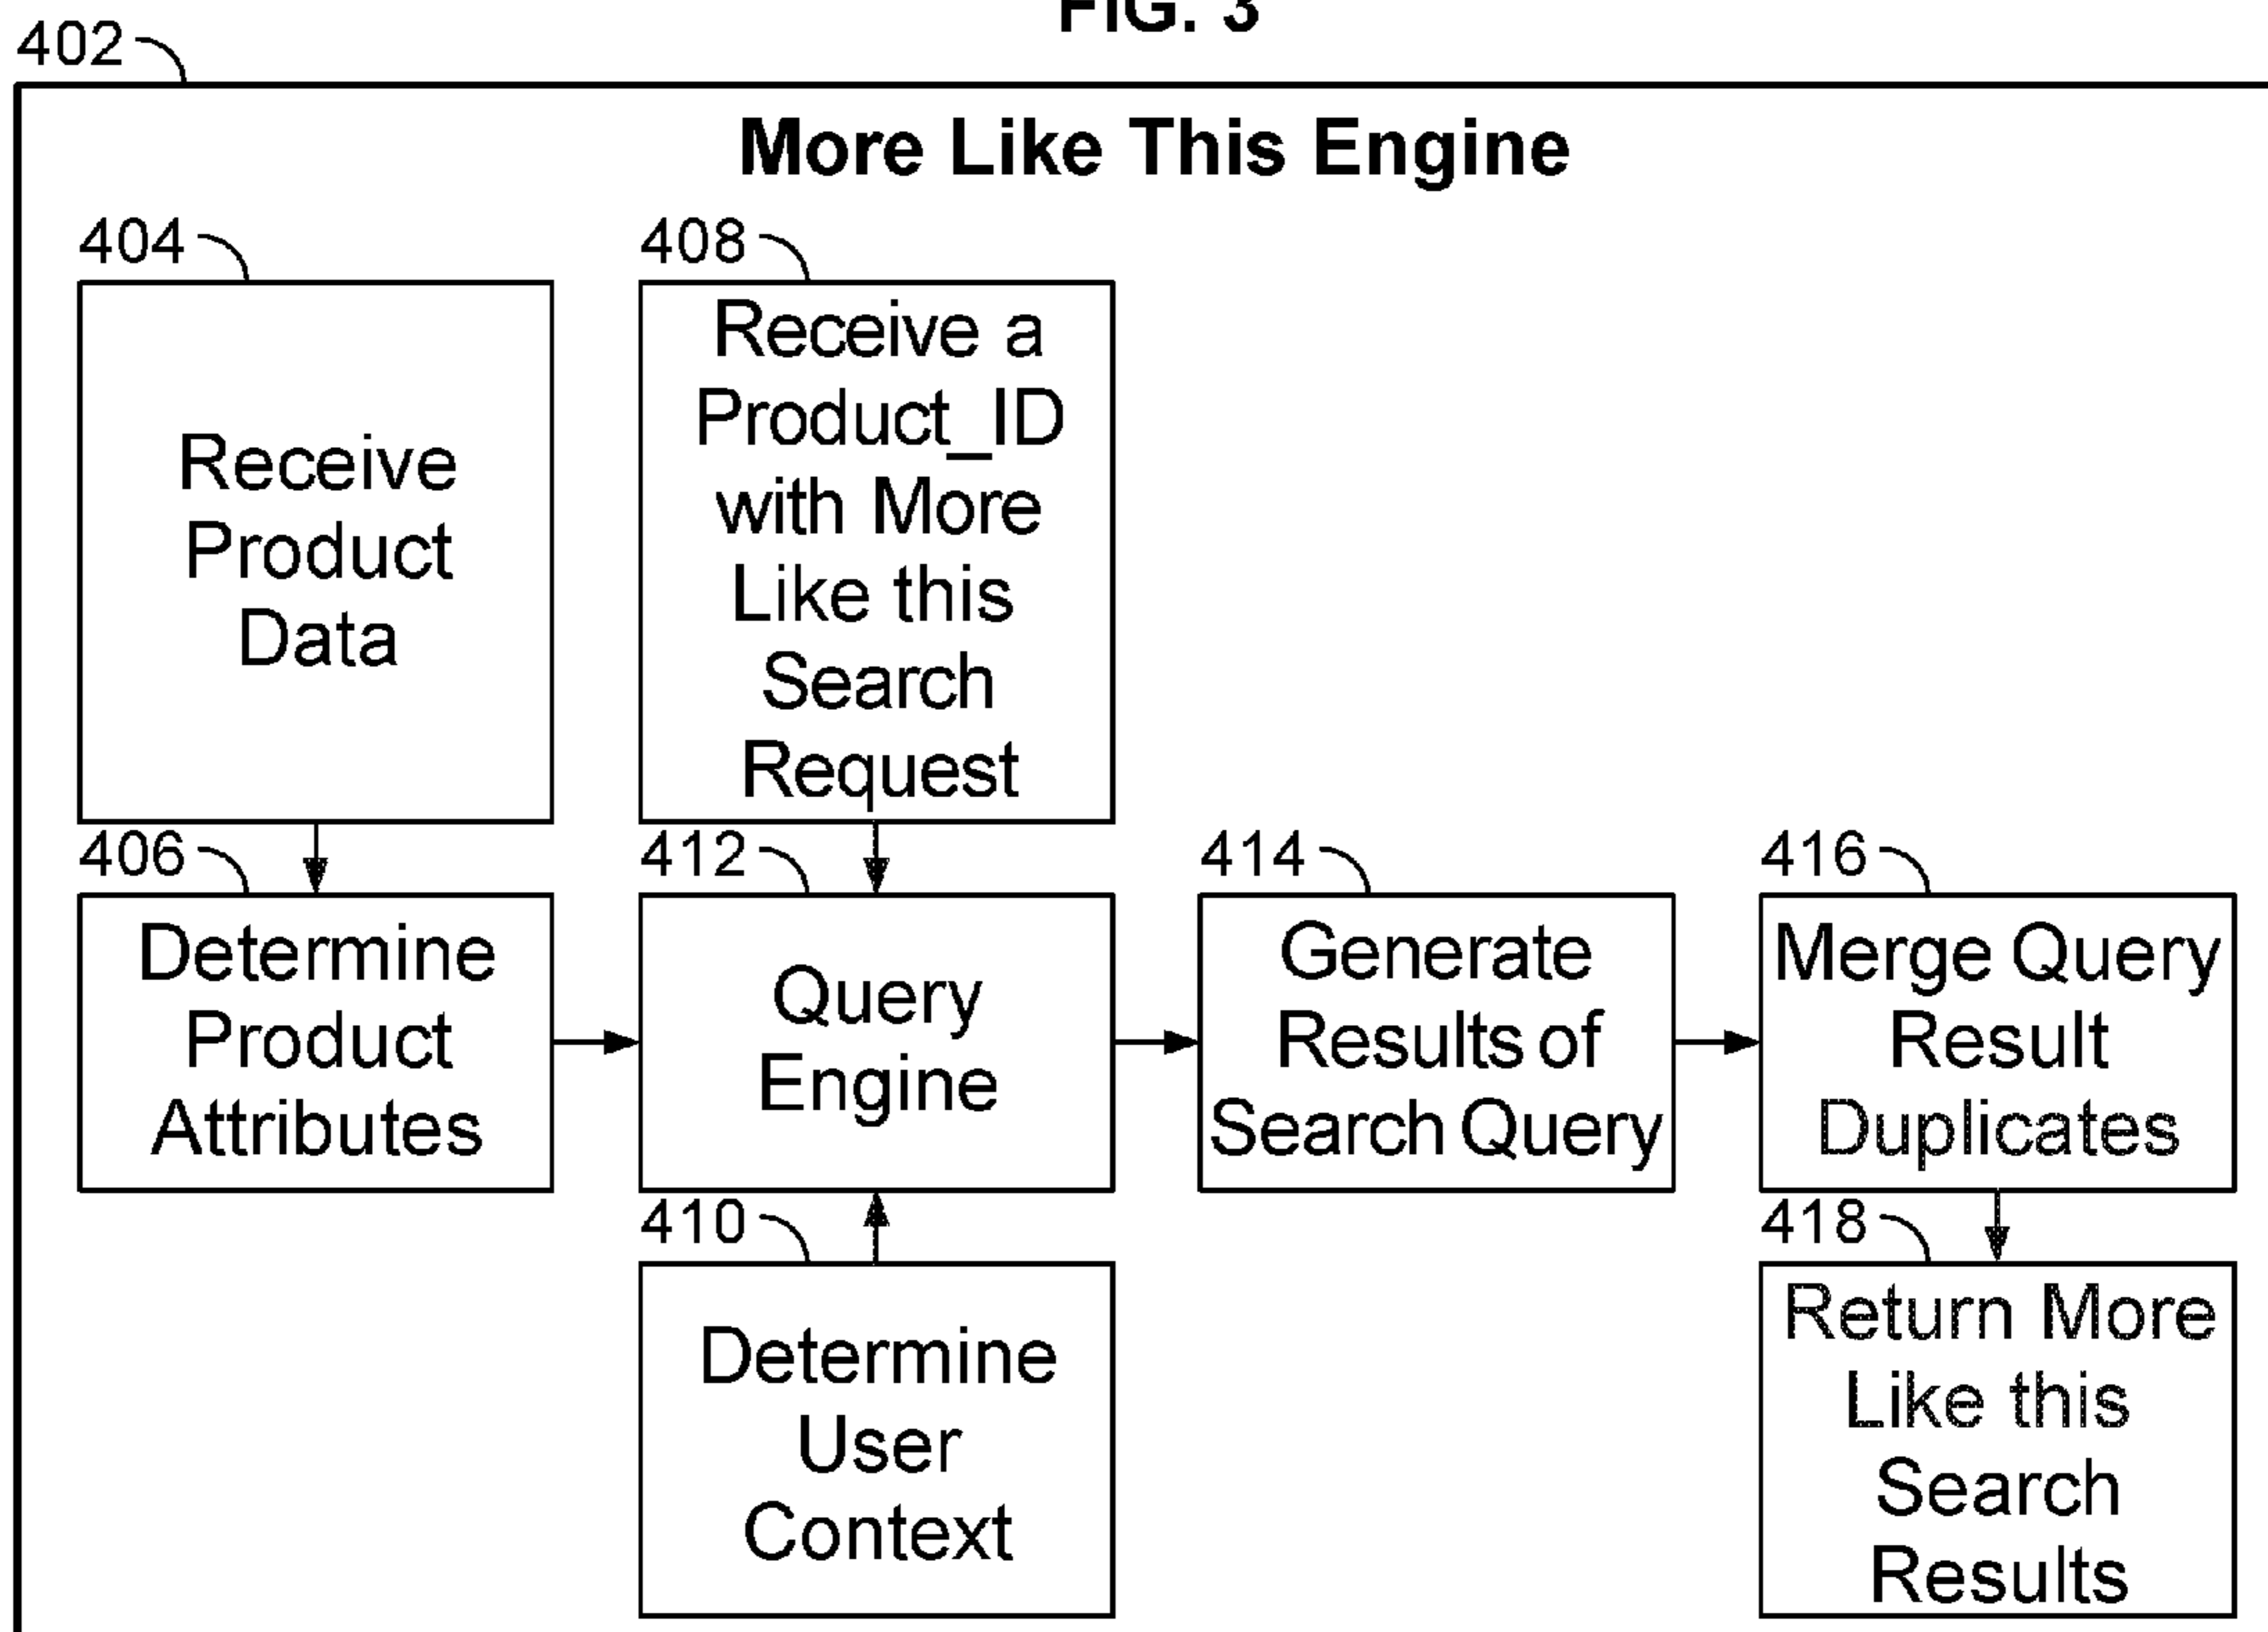 FIG. 3
402
More Like This Engine
404
Receive
Product
Data
408
Receive a
Product_ID
with More
Like this
Search
Request
406
Determine
Product
Attributes
412
Query
Engine
414
Generate
Results of
Search Query
416
Merge Query
Result
Duplicates
410
Determine
User
Context
418
Return More
Like this
Search
Results